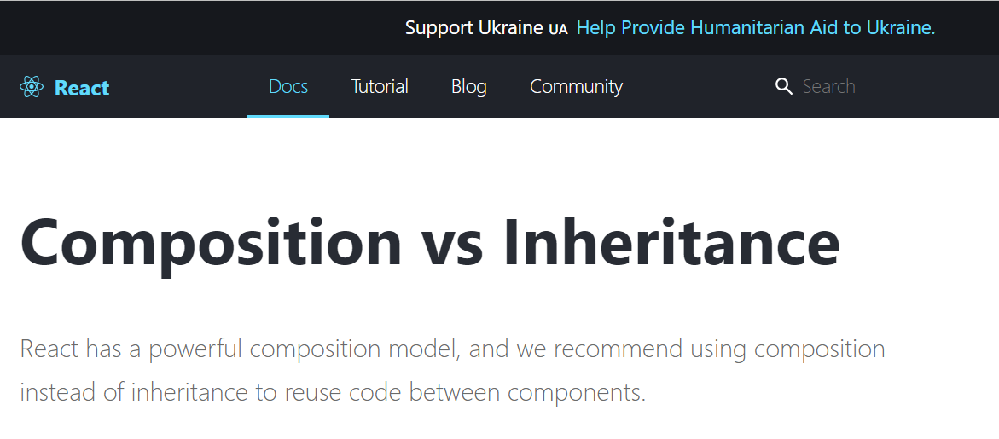 Support Ukraine UA Help Provide Humanitarian Aid to Ukraine.
React Docs Tutorial Blog Community Search
Composition vs Inheritance
React has a powerful composition model, and we recommend using composition
instead of inheritance to reuse code between components.